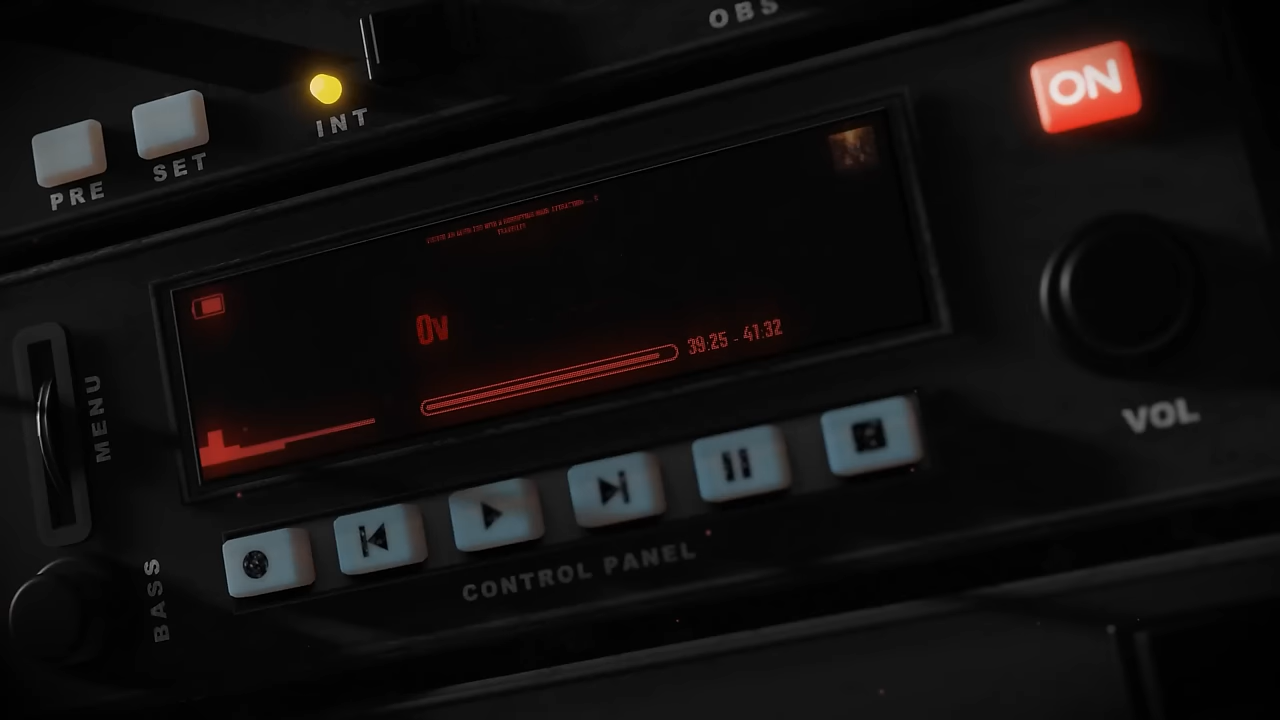 OBS
ON
INT
PRE
SET
0v
39:25 - 41:32
MENU
VOL
BASS
CONTROL PANEL